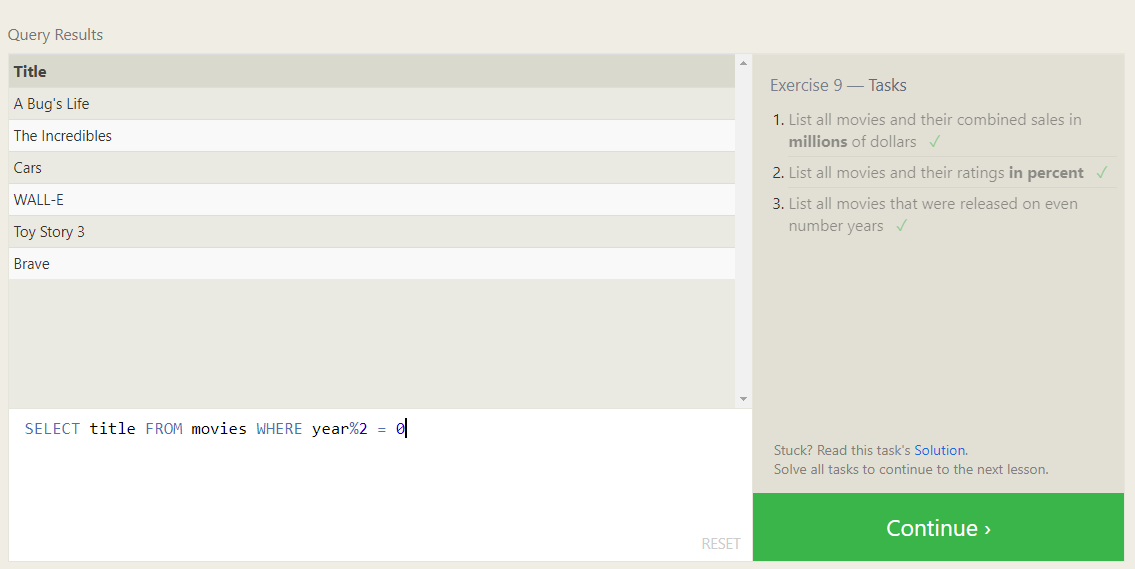 Query Results
Title
A Bug's Life
The Incredibles
Cars
WALL-E
Toy Story 3
Brave
SELECT title FROM movies WHERE year%2 = 0
RESET
Exercise 9 — Tasks
1. List all movies and their combined sales in
millions of dollars ✓
2. List all movies and their ratings in percent ✓
3. List all movies that were released on even
number years ✓
Stuck? Read this task's Solution.
Solve all tasks to continue to the next lesson.
Continue ›